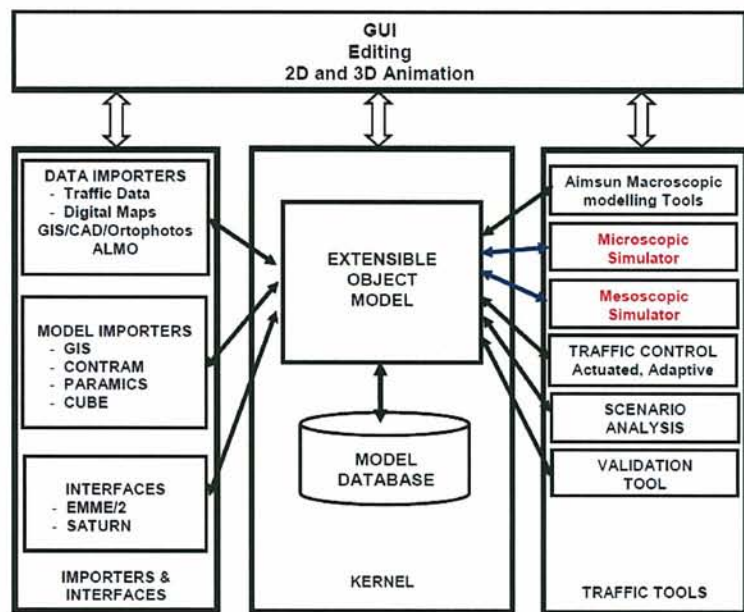 GUI
Editing
2D and 3D Animation
DATA IMPORTERS
- Traffic Data
- Digital Maps
GIS/CAD/Ortophotos
ALMO
MODEL IMPORTERS
- GIS
- CONTRAM
- PARAMICS
- CUBE
INTERFACES
- EMME/2
- SATURN
IMPORTERS &
INTERFACES
EXTENSIBLE
OBJECT
MODEL
MODEL
DATABASE
KERNEL
Aimsun Macroscopic
modelling Tools
Microscopic
Simulator
Mesoscopic
Simulator
TRAFFIC CONTROL
Actuated, Adaptive
SCENARIO
ANALYSIS
VALIDATION
TOOL
TRAFFIC TOOLS